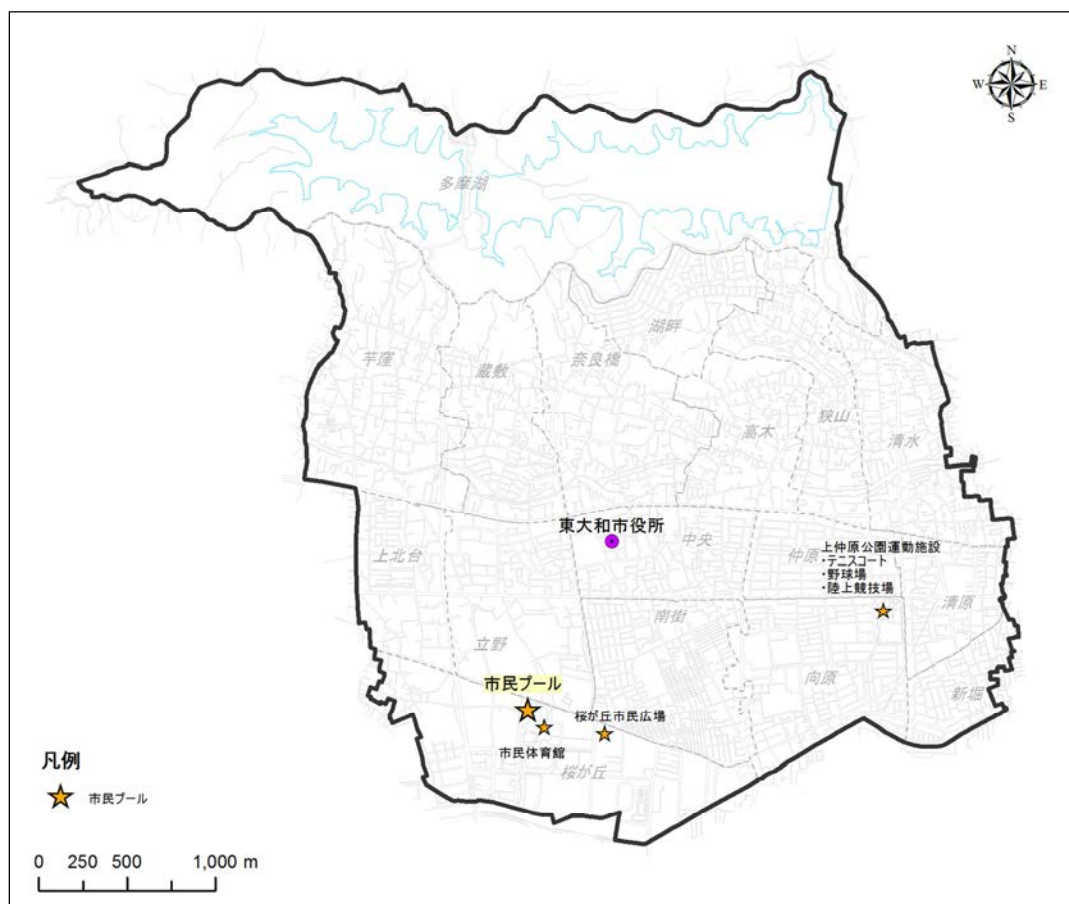 N
W E
S
多摩湖
湖畔
芋窪
蔵敷
奈良橋
高木
狭山
清水
東大和市役所
上北台
中央
仲原
上仲原公園運動施設
・テニスコート
・野球場
・陸上競技場
清原
南街
立野
向原
新堀
市民プール
桜が丘市民広場
市民体育館
桜が丘
凡例
市民プール
0 250 500 1,000 m